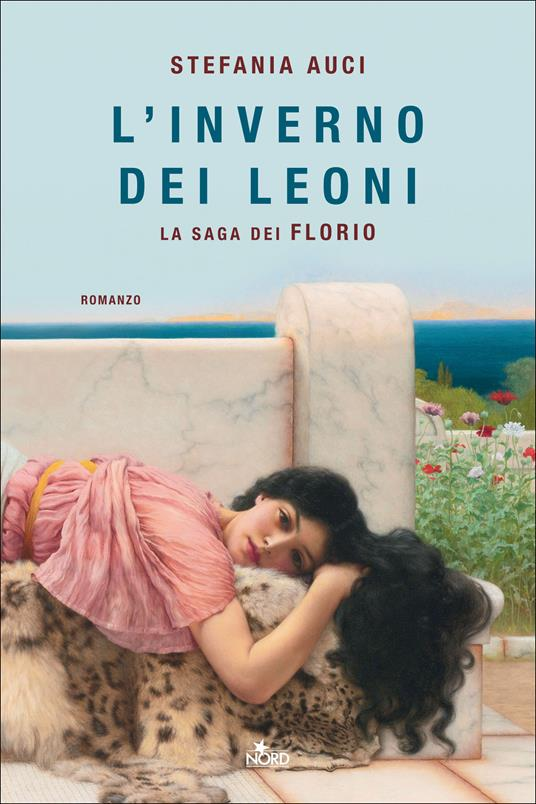 STEFANIA AUCI
L'INVERNO
DEI LEONI
LA SAGA DEI FLORIO
ROMANZO
NORD